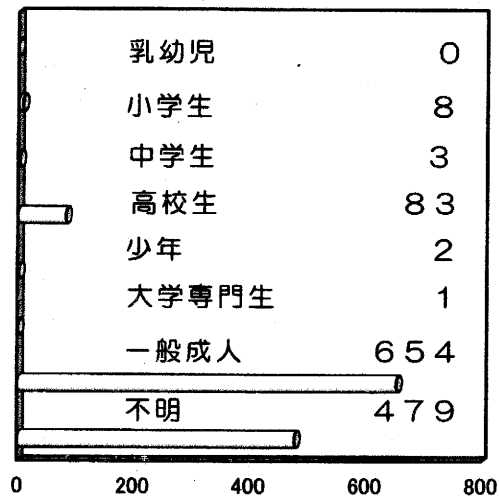 乳幼児 0
小学生 8
中学生 3
高校生 83
少年 2
大学専門生 1
一般成人 654
不明 479
0 200 400 600 800